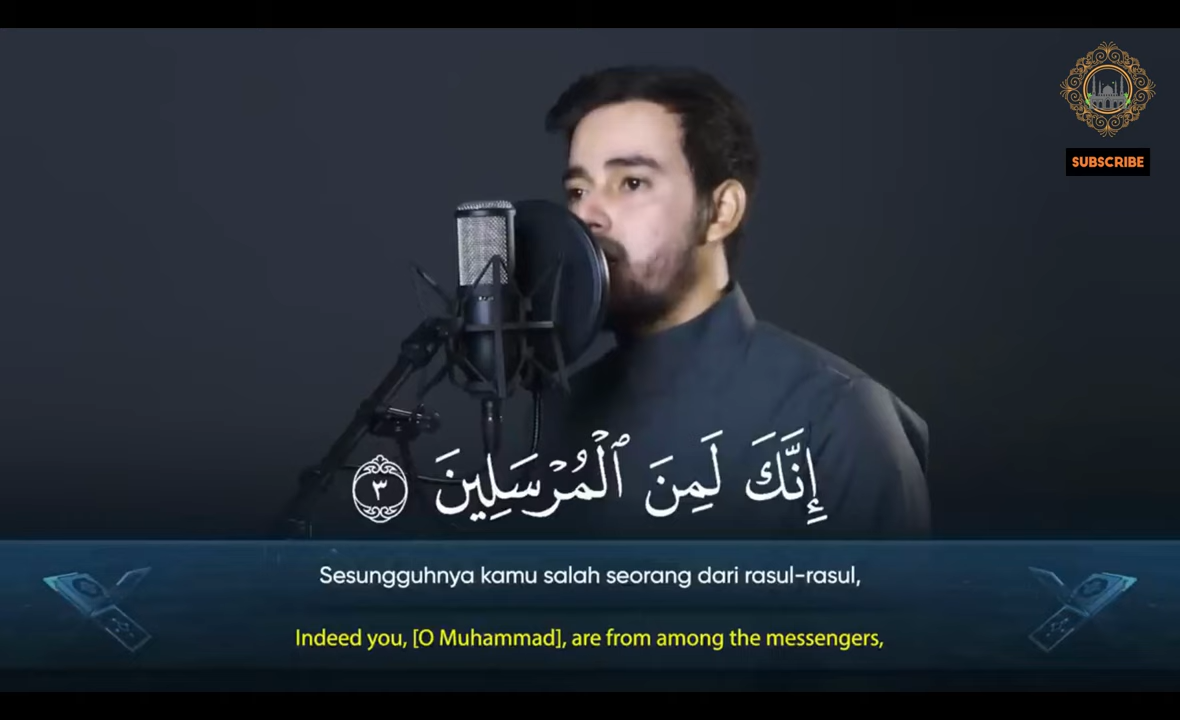 SUBSCRIBE
إِنَّكَ لَمِنَ ٱلْمُرْسَلِينَ ٣
Sesungguhnya kamu salah seorang dari rasul-rasul,
Indeed you, [O Muhammad], are from among the messengers,